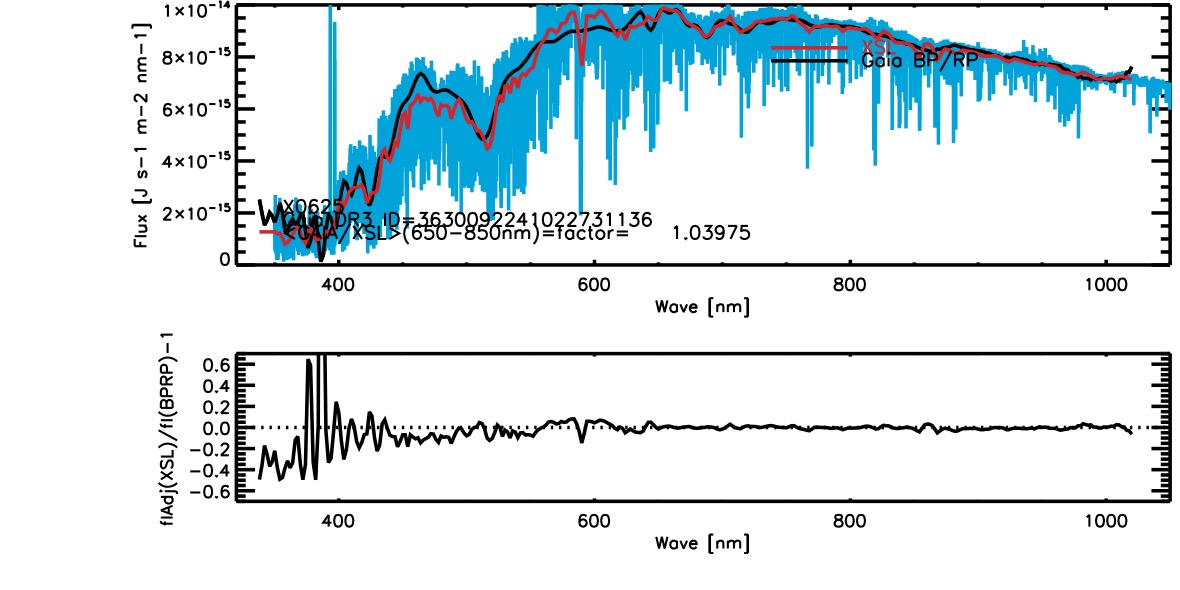 1×10−14
8×10−15
6×10−15
4×10−15
2×10−15
0
Flux [J s−1 m−2 nm−1]
XSL
Gaia BP/RP
X0625
DR3 ID=3630092241022731136
<GAIA/XSL>(650−850nm)=factor= 1.03975
400 600 800 1000
Wave [nm]
0.6
0.4
0.2
0.0
−0.2
−0.4
−0.6
flAdj(XSL)/fl(BPRP)−1
400 600 800 1000
Wave [nm]